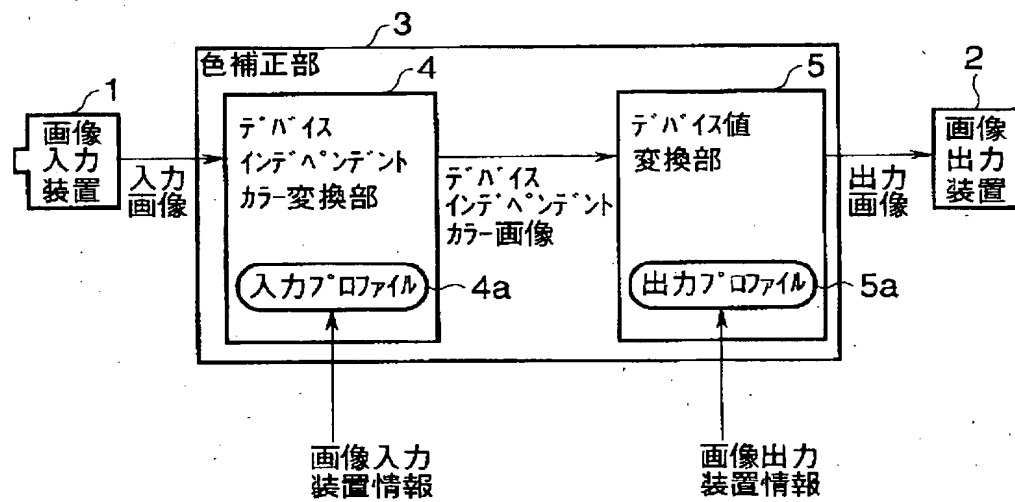 3
色補正部
1
画像
入力
装置
入力
画像
4
デバイス
インデペンデント
カラー変換部
入力プロファイル
4a
デバイス
インデペンデント
カラー画像
5
デバイス値
変換部
出力プロファイル
5a
出力
画像
2
画像
出力
装置
画像入力
装置情報
画像出力
装置情報